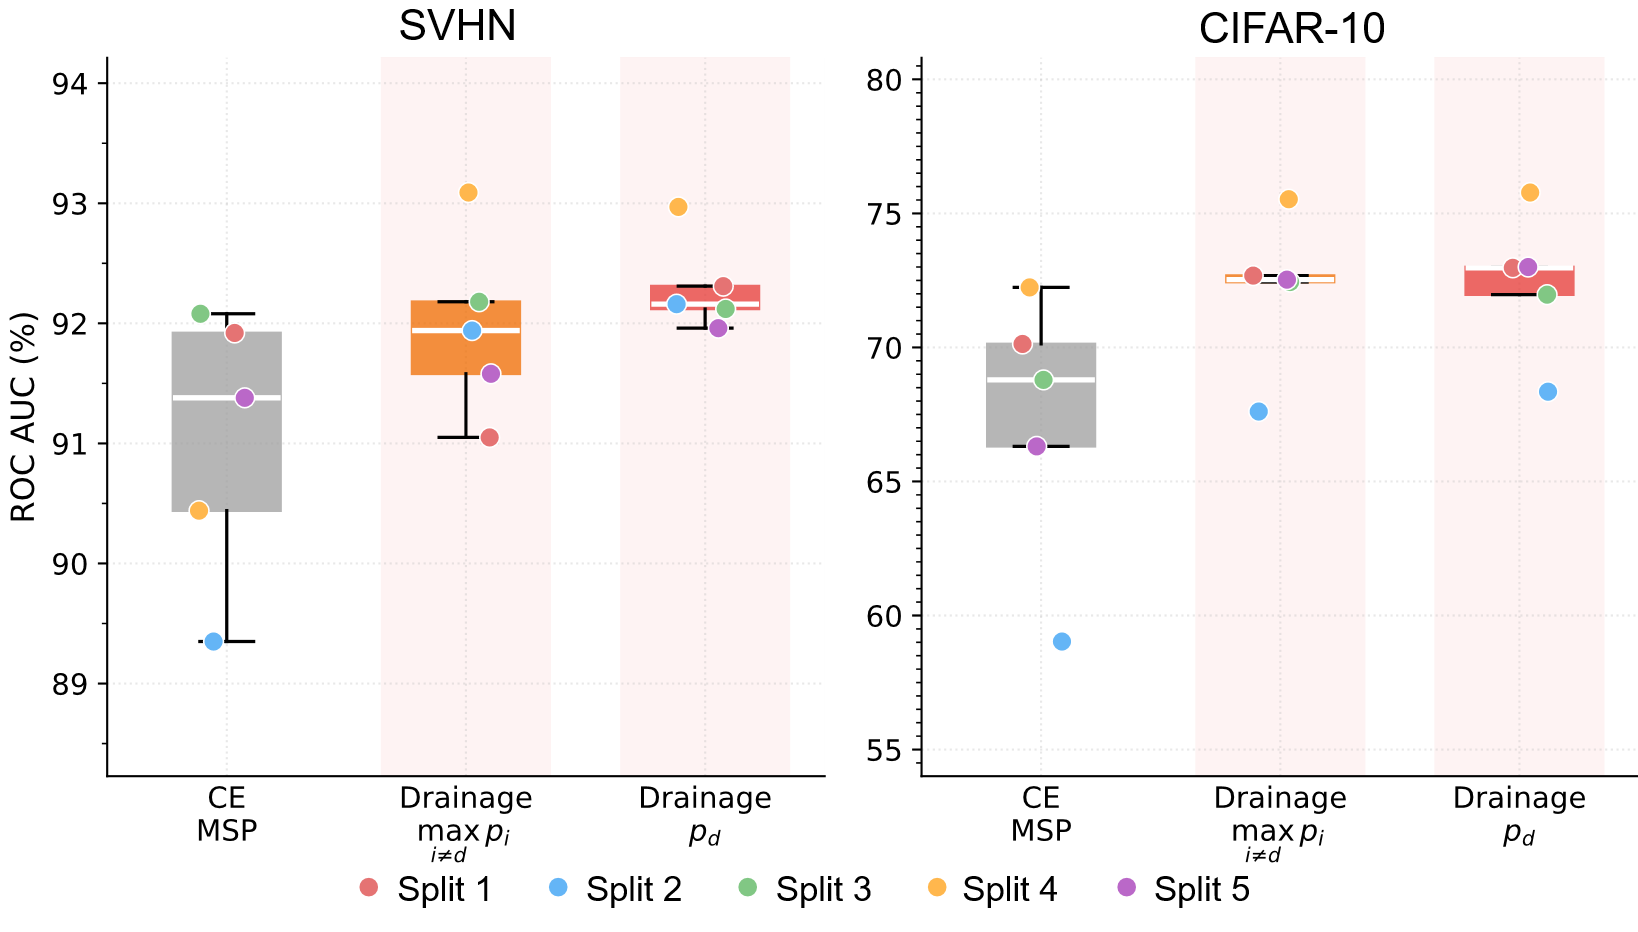 SVHN
CIFAR-10
ROC AUC (%)
94
93
92
91
90
89
80
75
70
65
60
55
CE
MSP
Drainage
max p_i
i≠d
Drainage
p_d
CE
MSP
Drainage
max p_i
i≠d
Drainage
p_d
Split 1 Split 2 Split 3 Split 4 Split 5